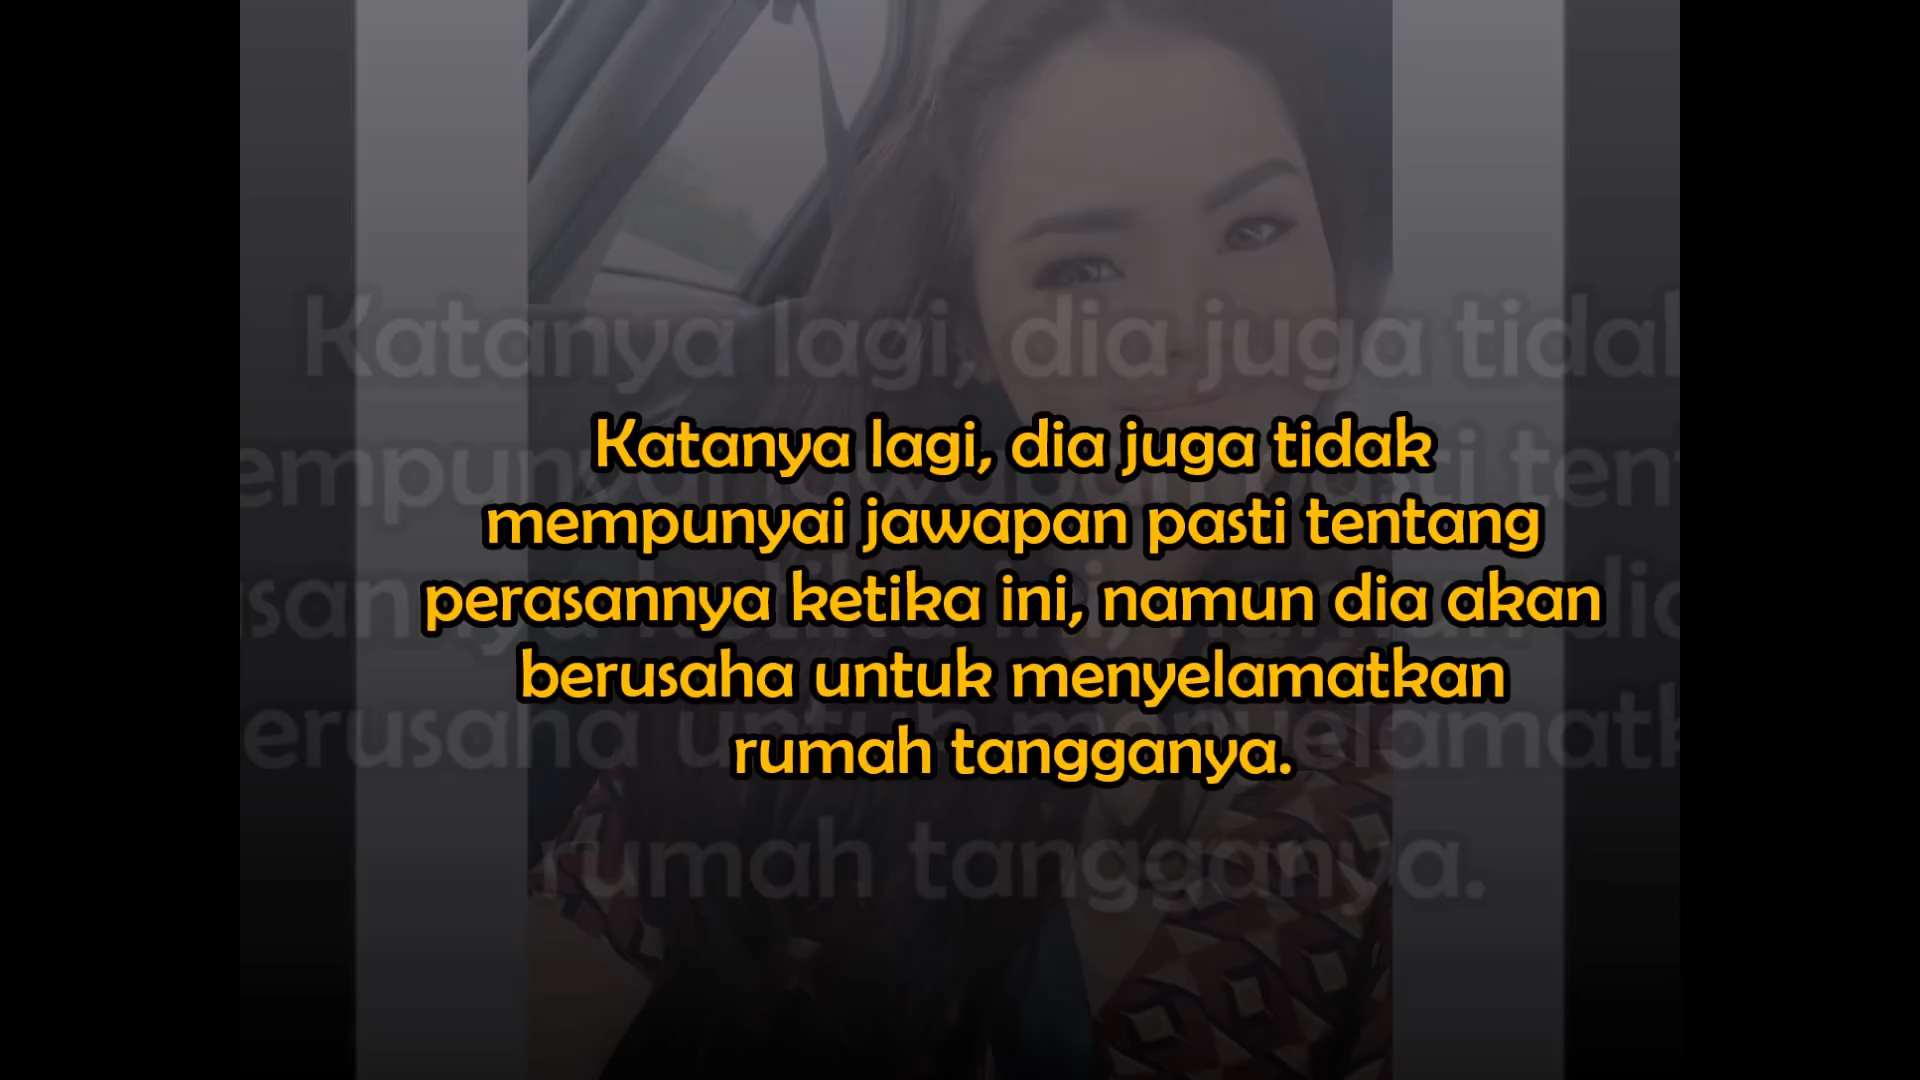 Katanya lagi, dia juga tidak
mempunyai jawapan pasti tentang
perasannya ketika ini, namun dia akan
berusaha untuk menyelamatkan
rumah tangganya.